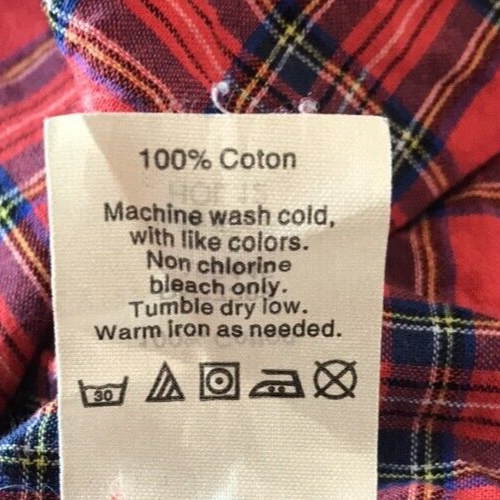 100% Coton
Machine wash cold,
with like colors.
Non chlorine
bleach only.
Tumble dry low.
Warm iron as needed.
30